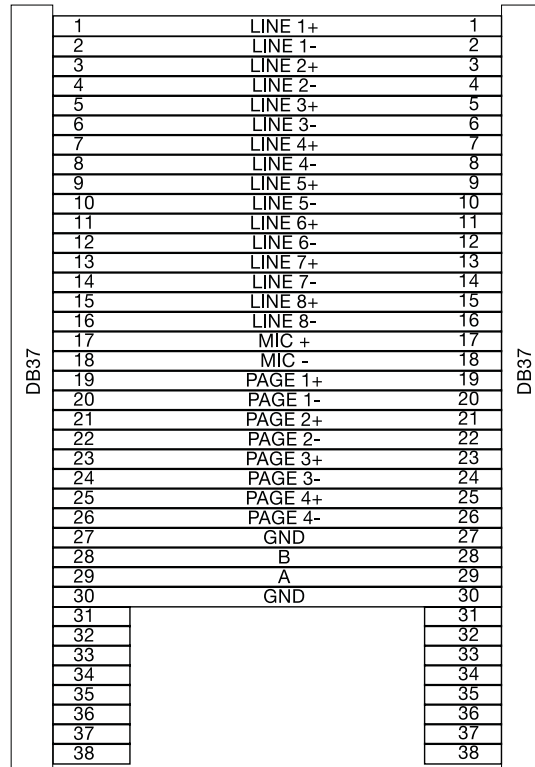 DB37
DB37
1 LINE 1+ 1
2 LINE 1- 2
3 LINE 2+ 3
4 LINE 2- 4
5 LINE 3+ 5
6 LINE 3- 6
7 LINE 4+ 7
8 LINE 4- 8
9 LINE 5+ 9
10 LINE 5- 10
11 LINE 6+ 11
12 LINE 6- 12
13 LINE 7+ 13
14 LINE 7- 14
15 LINE 8+ 15
16 LINE 8- 16
17 MIC + 17
18 MIC - 18
19 PAGE 1+ 19
20 PAGE 1- 20
21 PAGE 2+ 21
22 PAGE 2- 22
23 PAGE 3+ 23
24 PAGE 3- 24
25 PAGE 4+ 25
26 PAGE 4- 26
27 GND 27
28 B 28
29 A 29
30 GND 30
31 31
32 32
33 33
34 34
35 35
36 36
37 37
38 38